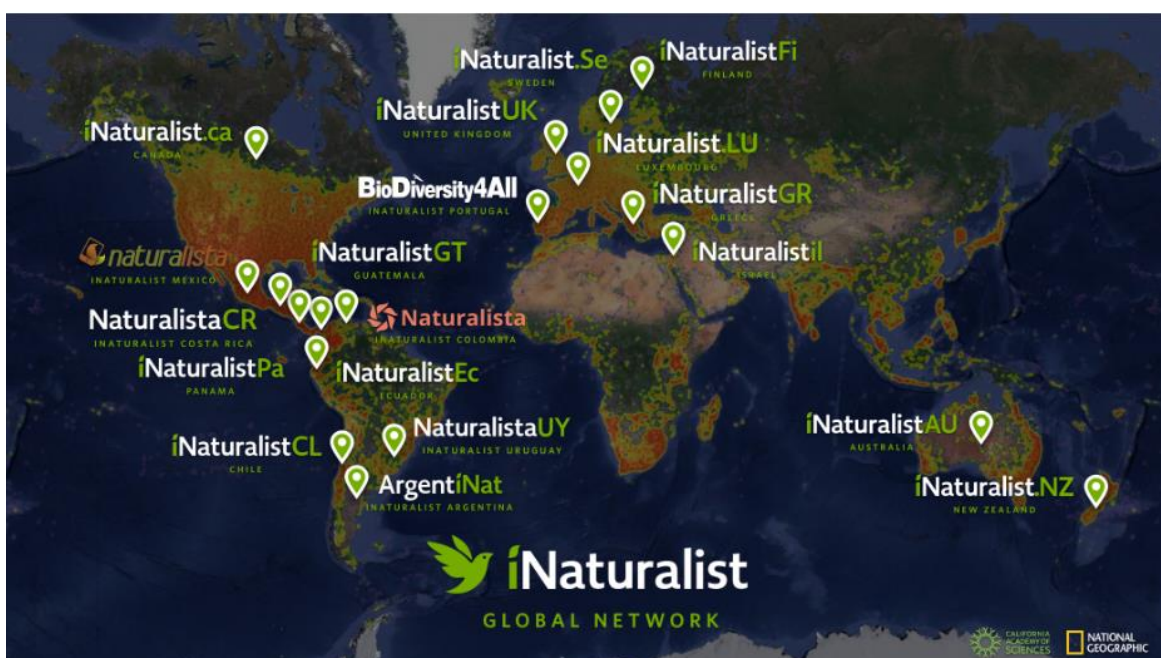 iNaturalist.Se
SWEDEN
iNaturalistFi
FINLAND
iNaturalistUK
UNITED KINGDOM
iNaturalist.ca
CANADA
iNaturalist.LU
LUXEMBOURG
BioDiversity4All
INATURALIST PORTUGAL
iNaturalistGR
GREECE
naturalista
INATURALIST MEXICO
iNaturalistGT
GUATEMALA
iNaturalistil
ISRAEL
NaturalistaCR
INATURALIST COSTA RICA
Naturalista
INATURALIST COLOMBIA
iNaturalistPa
PANAMA
iNaturalistEc
ECUADOR
iNaturalistCL
CHILE
NaturalistaUY
INATURALIST URUGUAY
iNaturalistAU
AUSTRALIA
ArgentiNat
INATURALIST ARGENTINA
iNaturalist.NZ
NEW ZEALAND
iNaturalist
GLOBAL NETWORK
CALIFORNIA
ACADEMY OF
SCIENCES
NATIONAL
GEOGRAPHIC